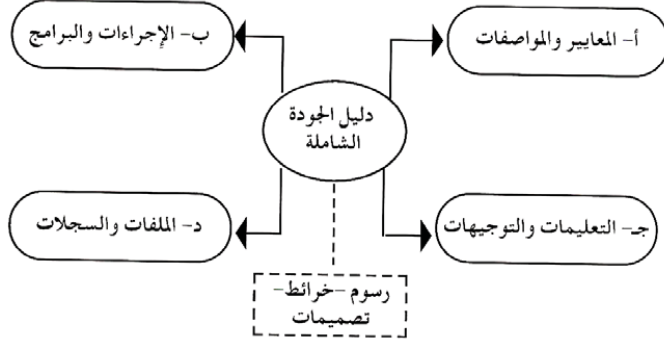 أ- المعايير والمواصفات
ب- الإجراءات والبرامج
دليل الجودة
الشاملة
جـ- التعليمات والتوجيهات
د- الملفات والسجلات
رسوم -خرائط-
تصميمات